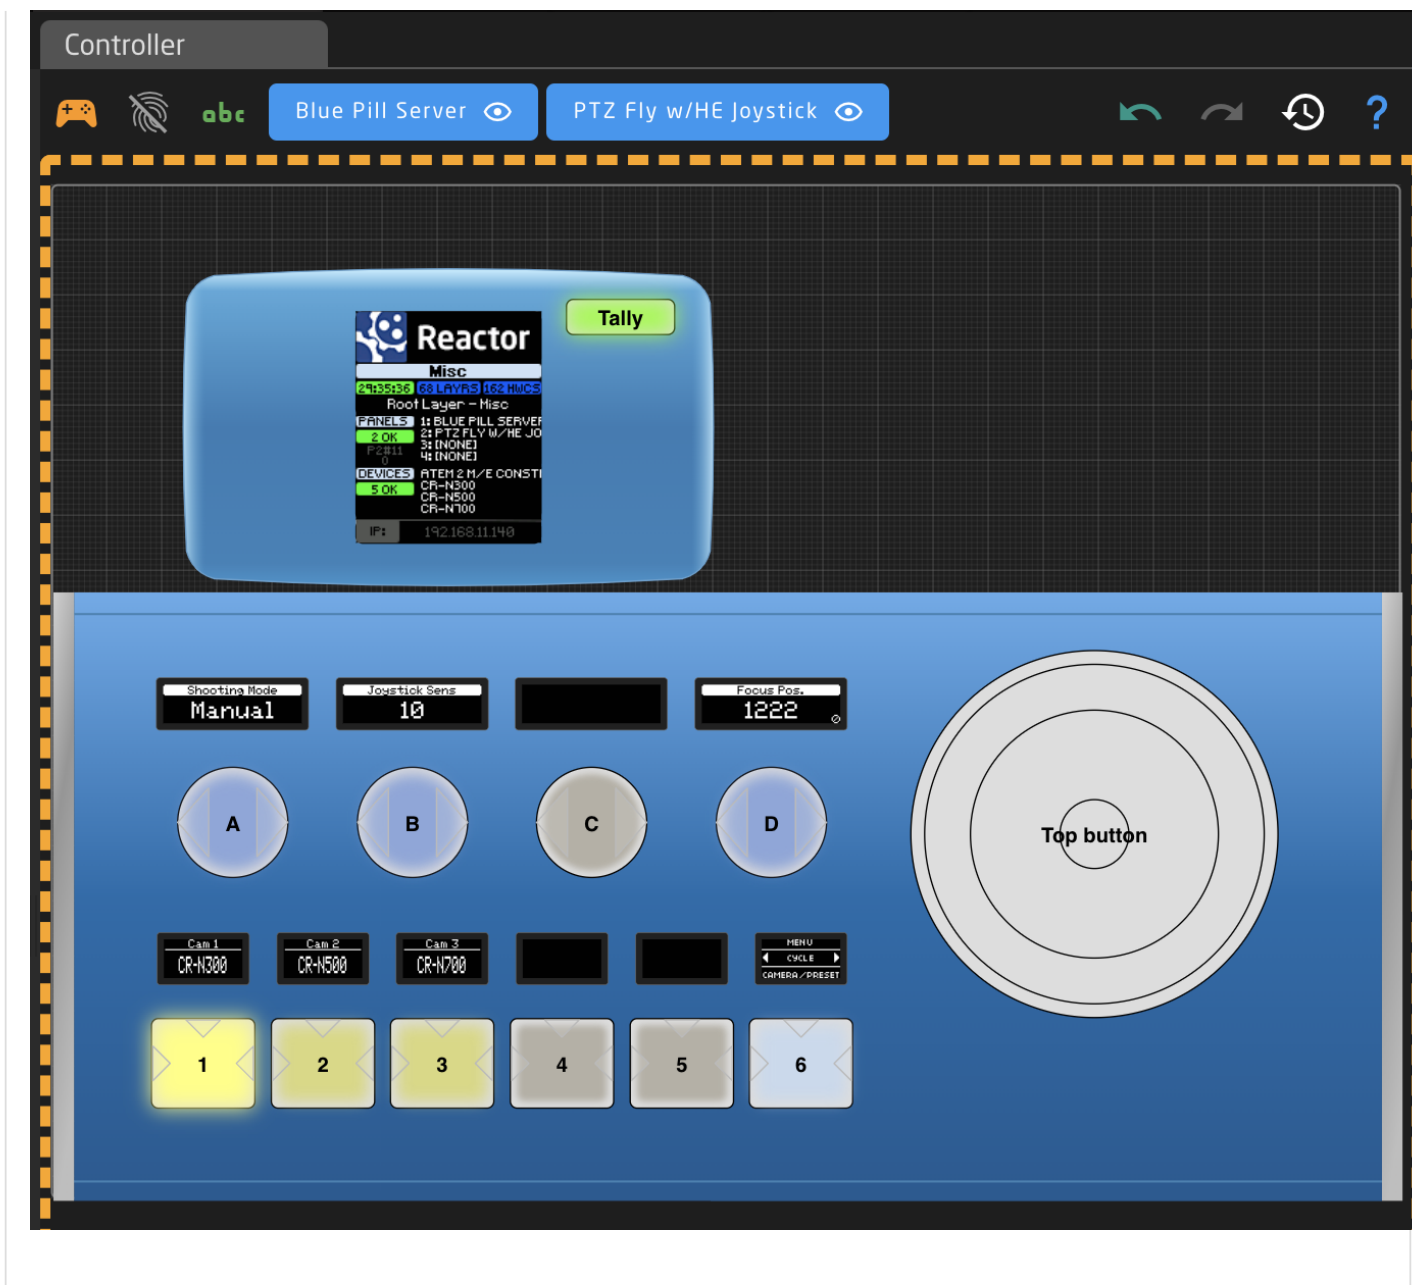 Controller
abc
Blue Pill Server
PTZ Fly w/HE Joystick
?
Tally
Reactor
Misc
29:35:36 68 LAYRS 162 HWCS
Root Layer - Misc
PANELS 1: BLUE PILL SERVER
2 OK 2: PTZ FLY W/HE JO
P2#11 3: [NONE]
0 4: [NONE]
DEVICES ATEM 2 M/E CONSTI
5 OK CR-N300
CR-N500
CR-N700
IP: 192.168.11.140
Shooting Mode
Manual
Joystick Sens
10
Focus Pos.
1222
A
B
C
D
Top button
Cam 1
CR-N300
Cam 2
CR-N500
Cam 3
CR-N700
MENU
CYCLE
CAMERA/PRESET
1
2
3
4
5
6